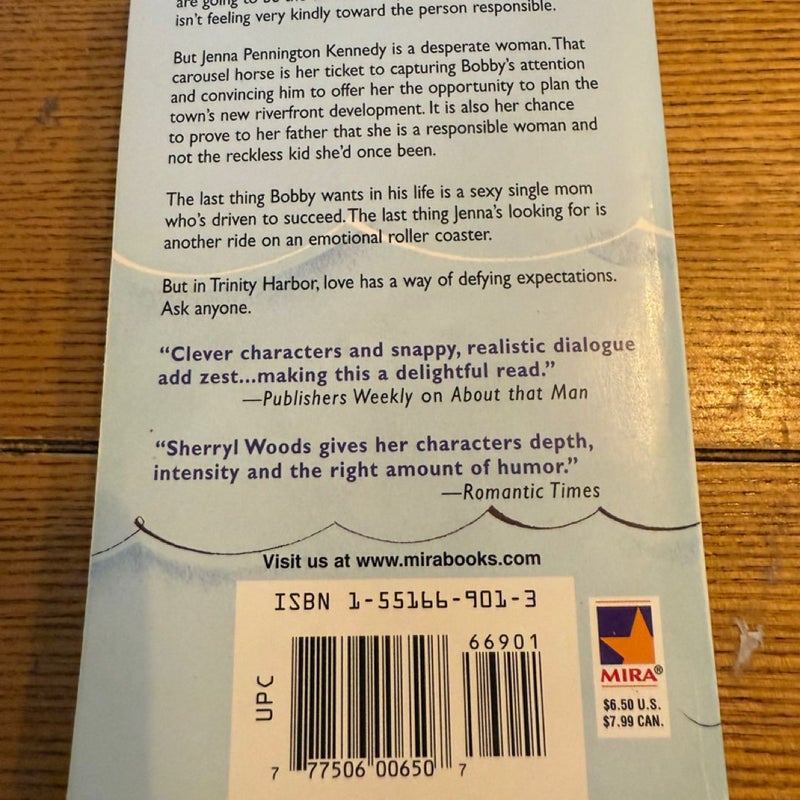 are going to be the
isn't feeling very kindly toward the person responsible.
But Jenna Pennington Kennedy is a desperate woman. That
carousel horse is her ticket to capturing Bobby's attention
and convincing him to offer her the opportunity to plan the
town's new riverfront development. It is also her chance
to prove to her father that she is a responsible woman and
not the reckless kid she'd once been.
The last thing Bobby wants in his life is a sexy single mom
who's driven to succeed. The last thing Jenna's looking for is
another ride on an emotional roller coaster.
But in Trinity Harbor, love has a way of defying expectations.
Ask anyone.
“Clever characters and snappy, realistic dialogue
add zest...making this a delightful read.”
—Publishers Weekly on About that Man
“Sherryl Woods gives her characters depth,
intensity and the right amount of humor.”
—Romantic Times
Visit us at www.mirabooks.com
ISBN 1-55166-901-3
66901
UPC
7 77506 00650 7
MIRA®
$6.50 U.S.
$7.99 CAN.